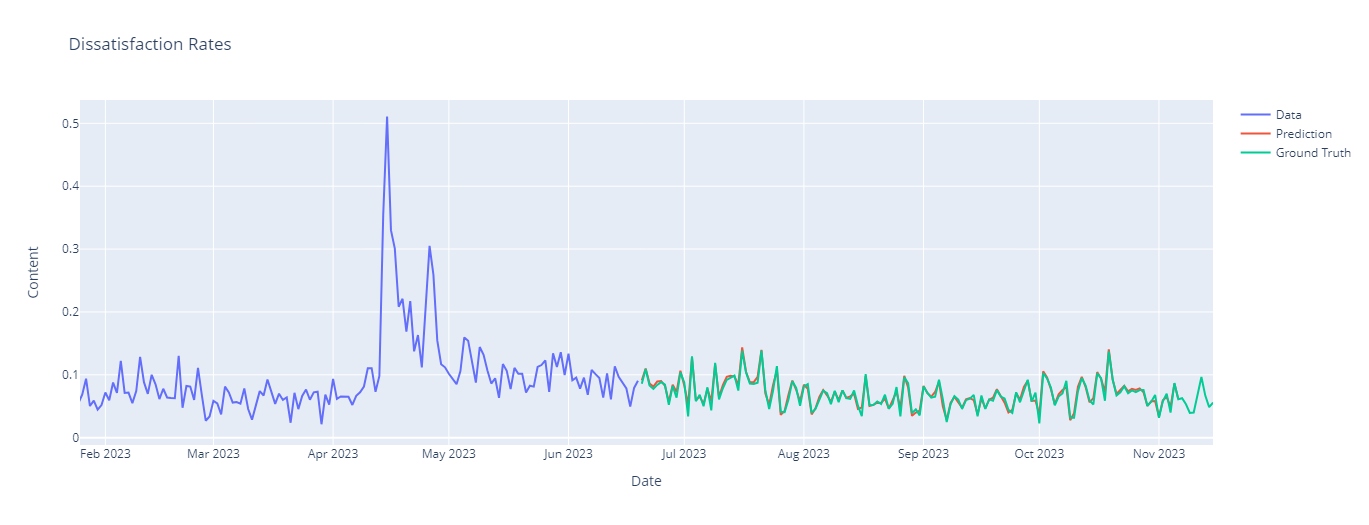 Dissatisfaction Rates
Data
Prediction
Ground Truth
Content
0.5
0.4
0.3
0.2
0.1
0
Feb 2023 Mar 2023 Apr 2023 May 2023 Jun 2023 Jul 2023 Aug 2023 Sep 2023 Oct 2023 Nov 2023
Date